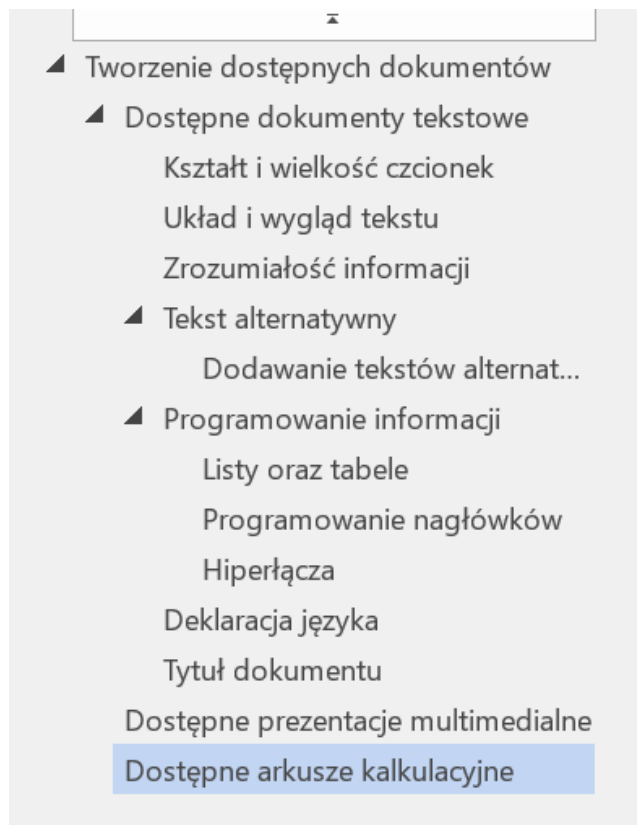 Tworzenie dostępnych dokumentów
Dostępne dokumenty tekstowe
Kształt i wielkość czcionek
Układ i wygląd tekstu
Zrozumiałość informacji
Tekst alternatywny
Dodawanie tekstów alternat...
Programowanie informacji
Listy oraz tabele
Programowanie nagłówków
Hiperłącza
Deklaracja języka
Tytuł dokumentu
Dostępne prezentacje multimedialne
Dostępne arkusze kalkulacyjne